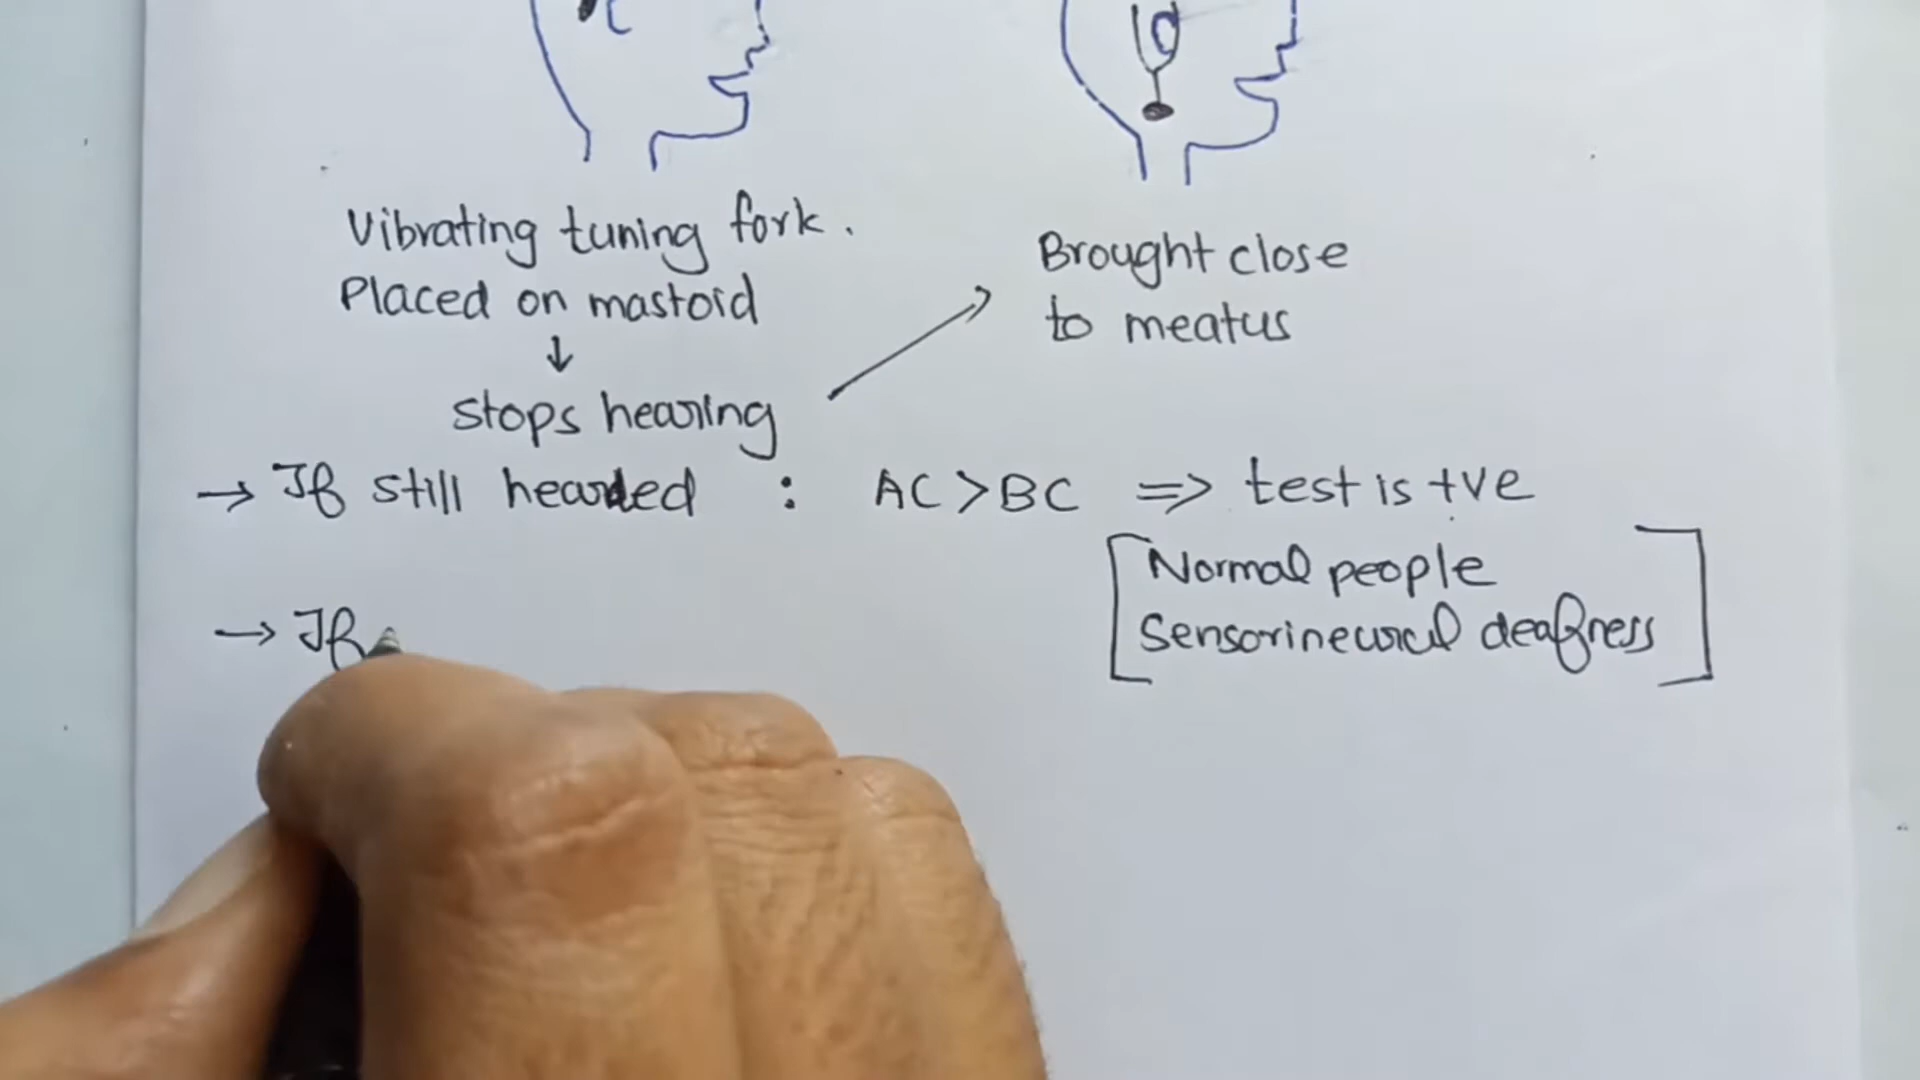 Vibrating tuning fork.
Placed on mastoid
↓
stops hearing
Brought close
to meatus
→ If still hearded : AC > BC => test is +ve
[Normal people
Sensorineural deafness]
→ If